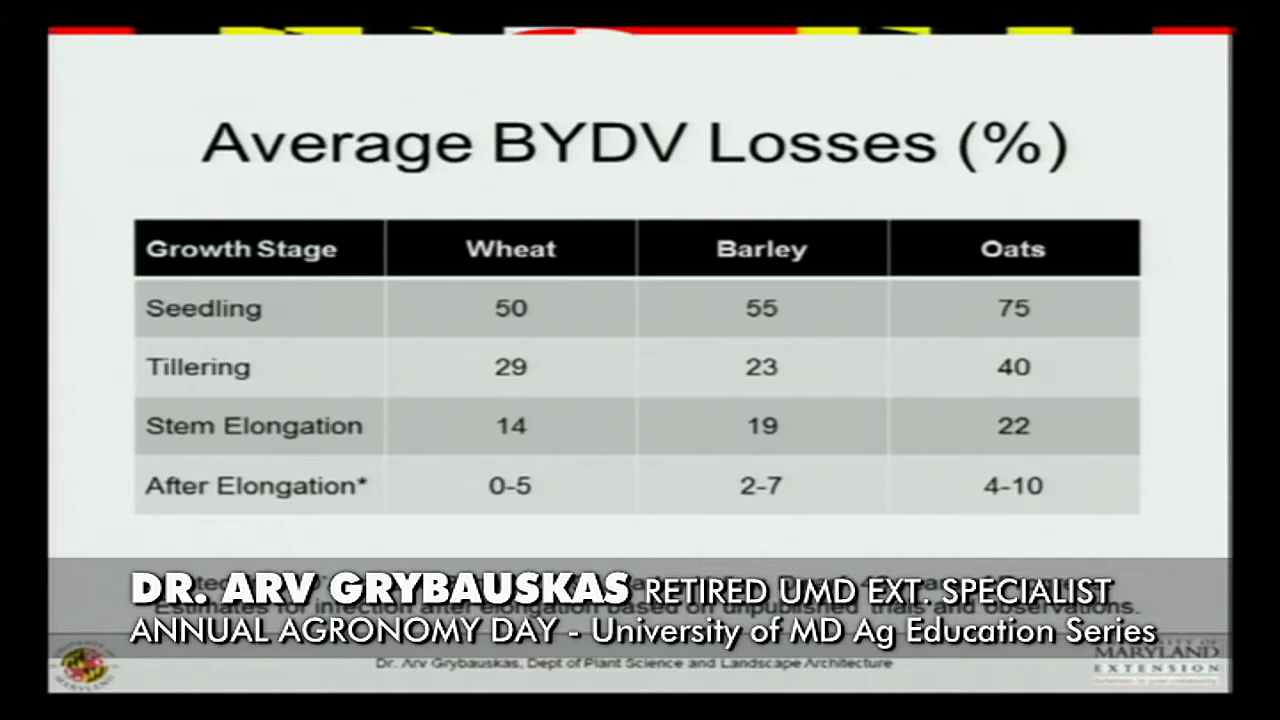 Average BYDV Losses (%)
Growth Stage Wheat Barley Oats
Seedling 50 55 75
Tillering 29 23 40
Stem Elongation 14 19 22
After Elongation* 0-5 2-7 4-10
DR. ARV GRYBAUSKAS RETIRED UMD EXT. SPECIALIST
Estimates for infection after elongation based on unpublished trials and observations.
ANNUAL AGRONOMY DAY - University of MD Ag Education Series
Dr. Arv Grybauskas, Dept of Plant Science and Landscape Architecture
MARYLAND
EXTENSION